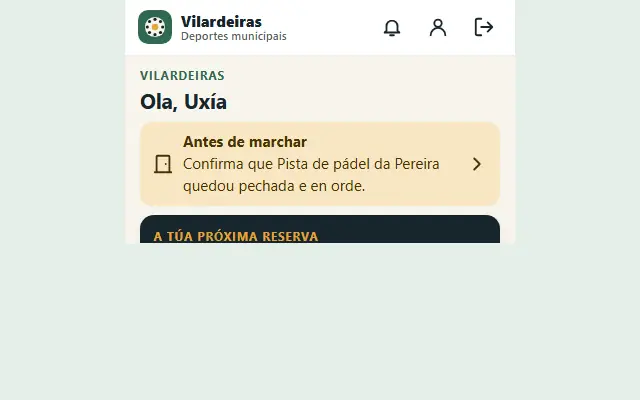 Vilardeiras
Deportes municipais
VILARDEIRAS
Ola, Uxía
Antes de marchar
Confirma que Pista de pádel da Pereira
quedou pechada e en orde.
A TÚA PRÓXIMA RESERVA